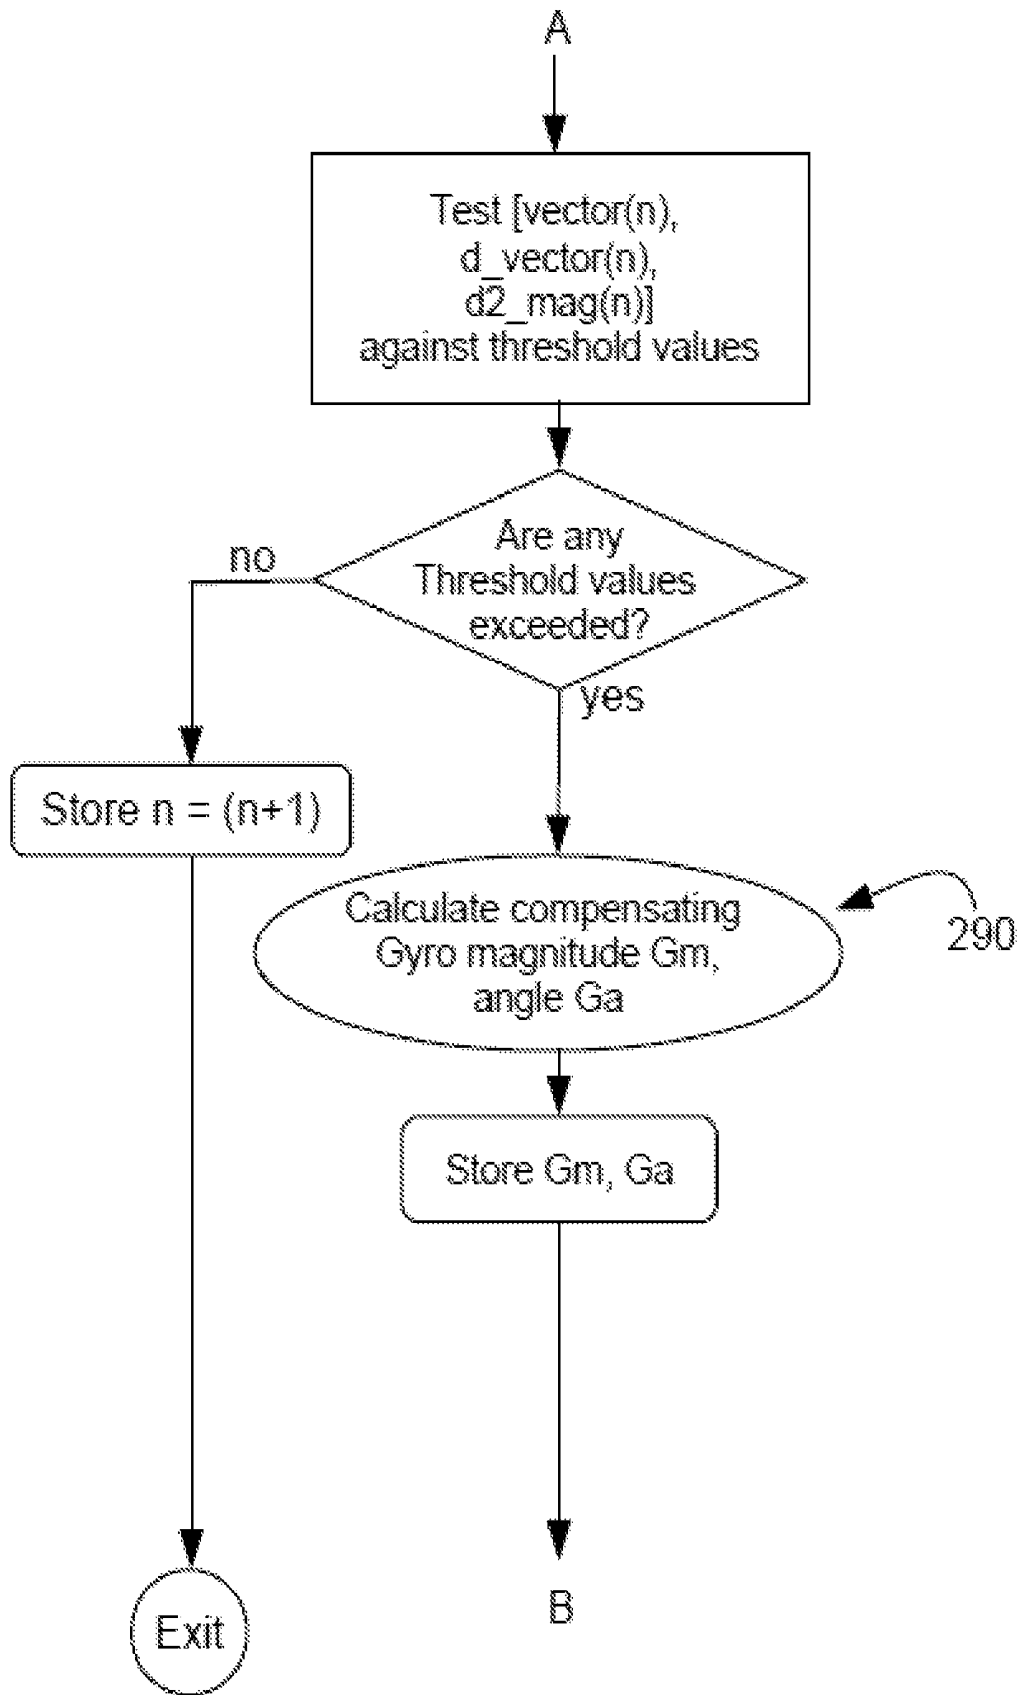 A
Test [vector(n),
d_vector(n),
d2_mag(n)]
against threshold values
Are any
Threshold values
exceeded?
no
yes
Store n = (n+1)
Calculate compensating
Gyro magnitude Gm,
angle Ga
290
Store Gm, Ga
B
Exit